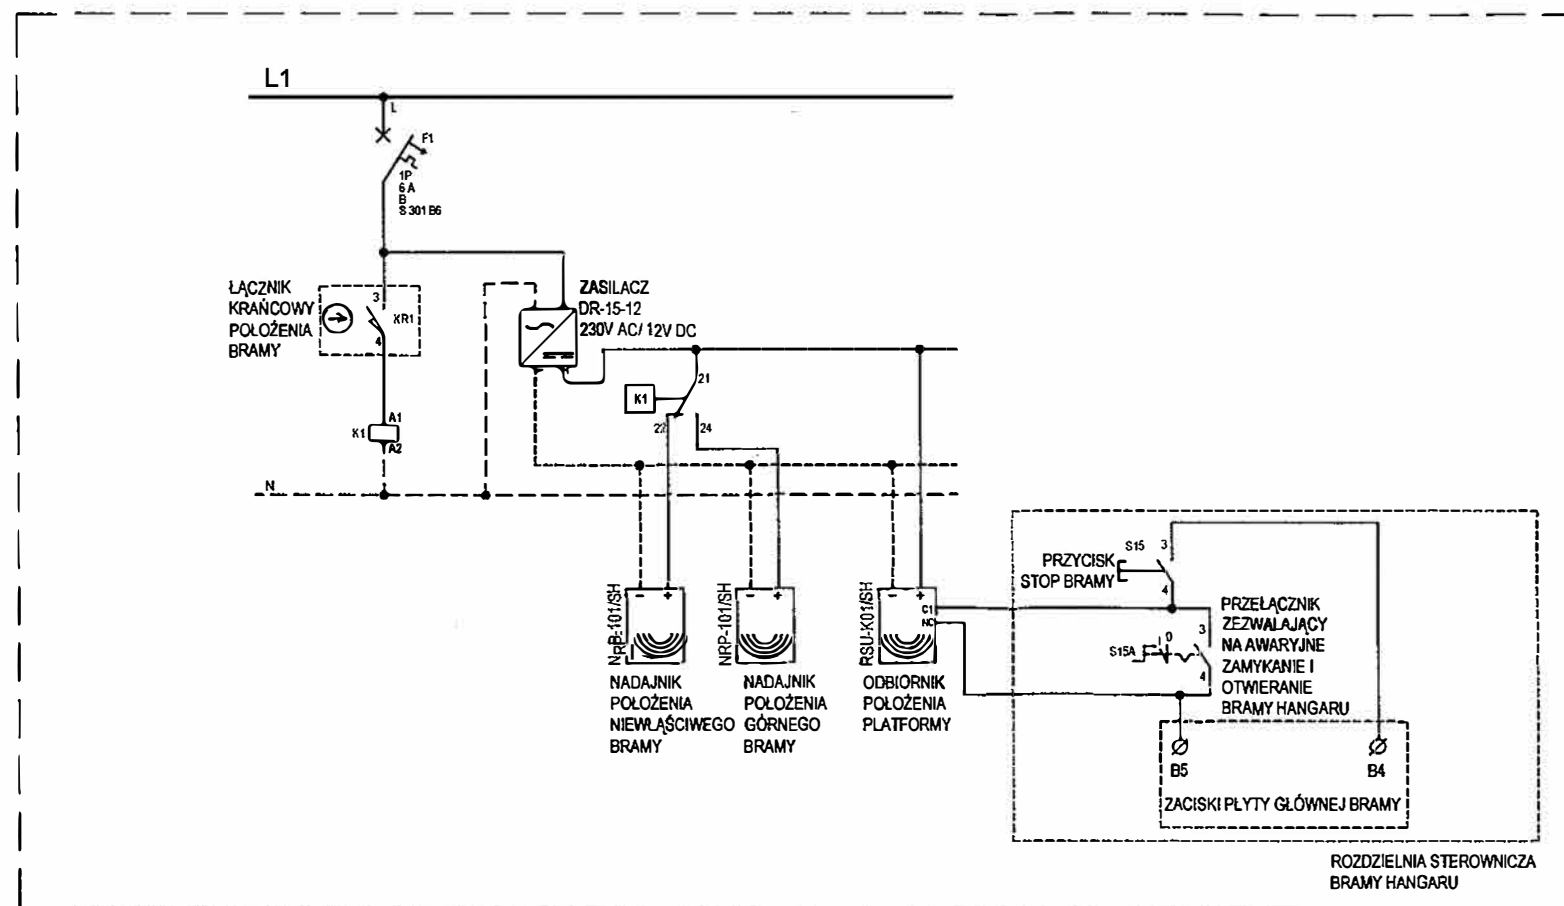 L1
L
F1
1P
6 A
B
S 301 B6
ŁĄCZNIK
KRAŃCOWY
POŁOŻENIA
BRAMY
3
KR1
4
ZASILACZ
DR-15-12
230V AC/ 12V DC
K1
21
22
24
A1
K1
A2
N
NRP-101/SH
- +
NADAJNIK
POŁOŻENIA
NIEWŁAŚCIWEGO
BRAMY
NRP-101/SH
- +
NADAJNIK
POŁOŻENIA
GÓRNEGO
BRAMY
RSU-K01/SH
- +
C1
NC
ODBIORNIK
POŁOŻENIA
PLATFORMY
S15
3
PRZYCISK
STOP BRAMY
4
PRZEŁĄCZNIK
ZEZWALAJĄCY
NA AWARYJNE
ZAMYKANIE I
OTWIERANIE
BRAMY HANGARU
S15A
I 0
3
4
B5
B4
ZACISKI PŁYTY GŁÓWNEJ BRAMY
ROZDZIELNIA STEROWNICZA
BRAMY HANGARU